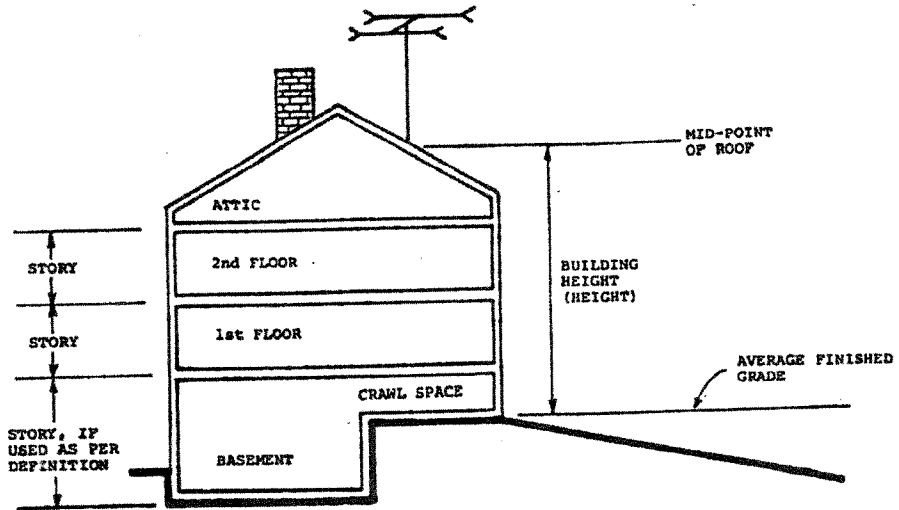 MID-POINT
OF ROOF
ATTIC
STORY
2nd FLOOR
BUILDING
HEIGHT
(HEIGHT)
STORY
1st FLOOR
AVERAGE FINISHED
GRADE
CRAWL SPACE
STORY, IF
USED AS PER
DEFINITION
BASEMENT